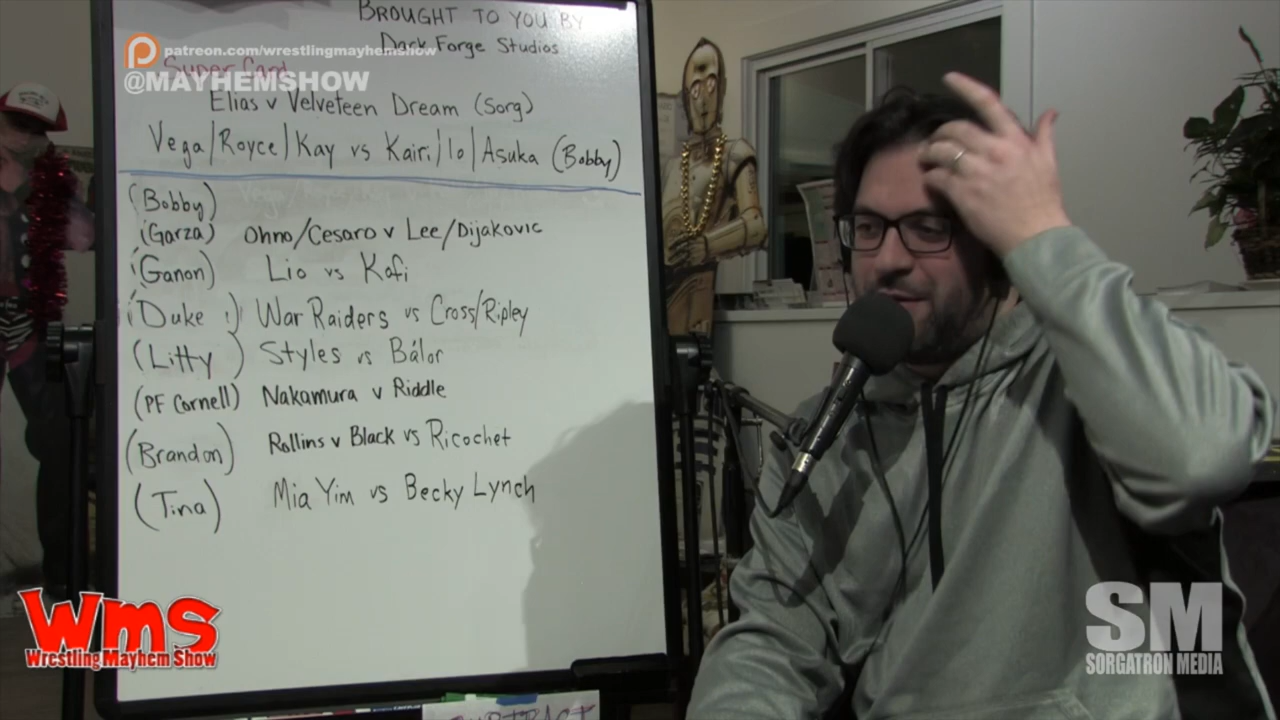 BROUGHT TO YOU BY
Dark Forge Studios
patreon.com/wrestlingmayhemshow
Super Card
@MAYHEMSHOW
Elias v Velveteen Dream (Sorg)
Vega/Royce/Kay vs Kairi/Io/Asuka (Bobby)
(Bobby)
(Garza) Ohno/Cesaro v Lee/Dijakovic
(Ganon) Lio vs Kofi
(Duke !) War Raiders vs Cross/Ripley
(Litty) Styles vs Bálor
(PF Cornell) Nakamura v Riddle
(Brandon) Rollins v Black vs Ricochet
(Tina) Mia Yim vs Becky Lynch
WmS
Wrestling Mayhem Show
SM
SORGATRON MEDIA